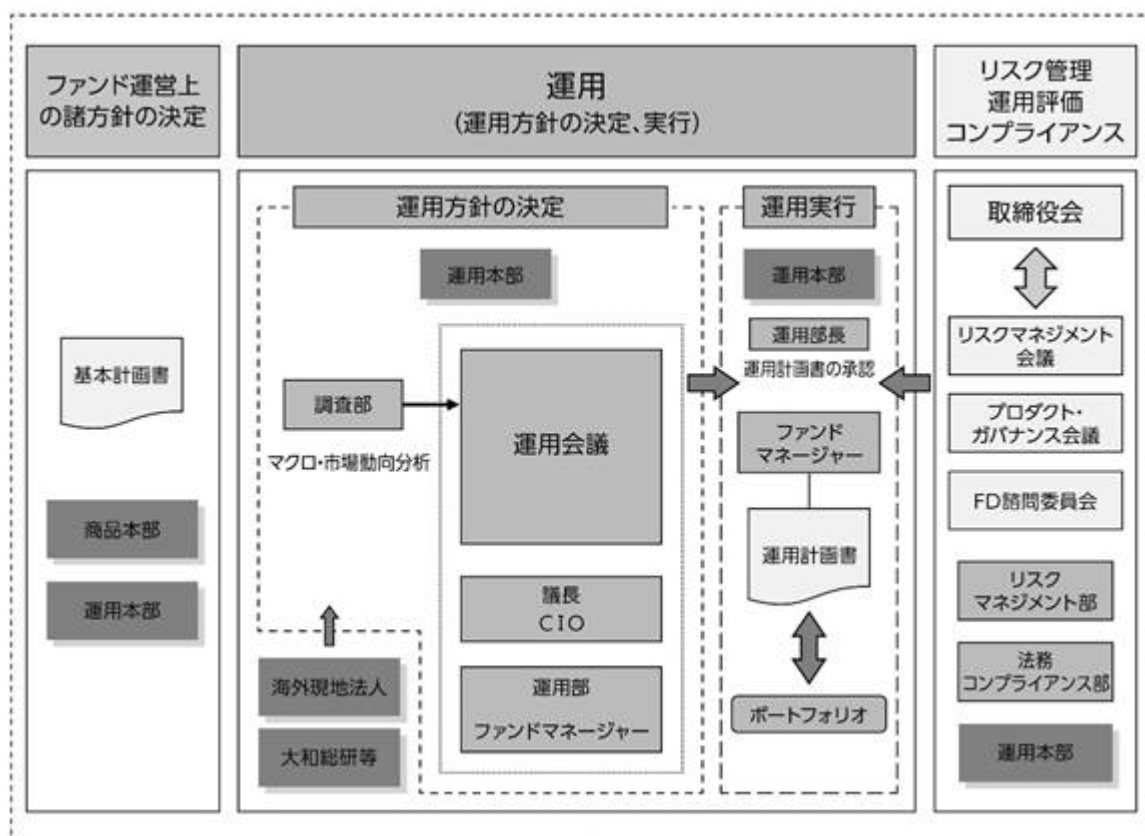 ファンド運営上
の諸方針の決定
基本計画書
商品本部
運用本部
運用
(運用方針の決定、実行)
運用方針の決定
運用本部
調査部
マクロ・市場動向分析
運用会議
議長
CIO
運用部
ファンドマネージャー
海外現地法人
大和総研等
運用実行
運用本部
運用部長
運用計画書の承認
ファンド
マネージャー
運用計画書
ポートフォリオ
リスク管理
運用評価
コンプライアンス
取締役会
リスクマネジメント
会議
プロダクト・
ガバナンス会議
FD諮問委員会
リスク
マネジメント部
法務
コンプライアンス部
運用本部